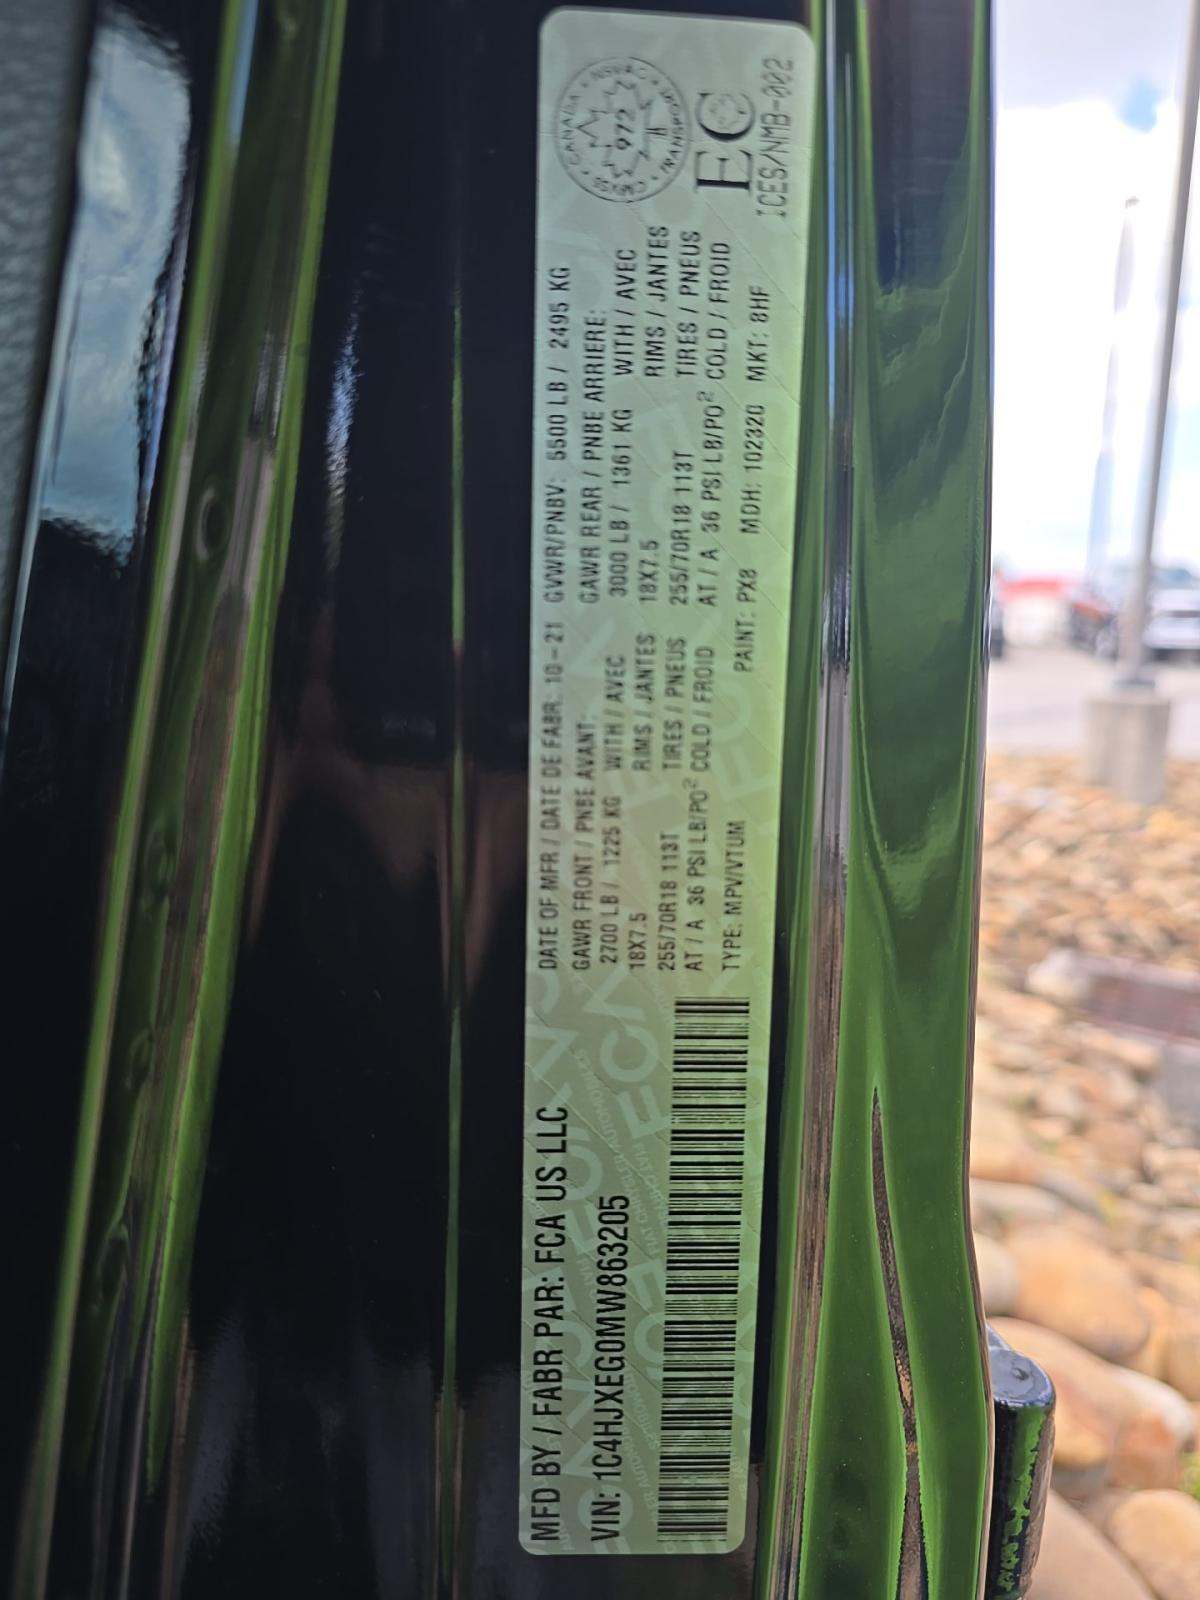 MFD BY / FABR PAR: FCA US LLC
VIN: 1C4HJXEG0MW863205
DATE OF MFR / DATE DE FABR: 10-21
GAWR FRONT / PNBE AVANT:
2700 LB / 1225 KG WITH / AVEC
18X7.5 RIMS / JANTES
255/70R18 113T TIRES / PNEUS
AT / A 36 PSI LB/PO² COLD / FROID
TYPE: MPV/VTUM
GVWR/PNBV: 5500 LB / 2495 KG
GAWR REAR / PNBE ARRIERE:
3000 LB / 1361 KG WITH / AVEC
18X7.5 RIMS / JANTES
255/70R18 113T TIRES / PNEUS
AT / A 36 PSI LB/PO² COLD / FROID
PAINT: PX8 MDH: 102320 MKT: 8HF
CANADA
TRANSPORT
972
EC
ICES/NMB-002